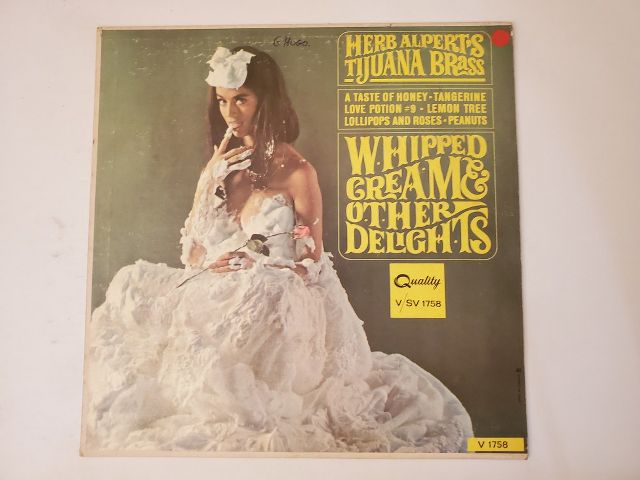 G. HUGO.
HERB ALPERT'S
TIJUANA BRASS
A TASTE OF HONEY • TANGERINE
LOVE POTION #9 • LEMON TREE
LOLLIPOPS AND ROSES • PEANUTS
WHIPPED
CREAM &
OTHER
DELIGHTS
Quality
V/SV 1758
V 1758